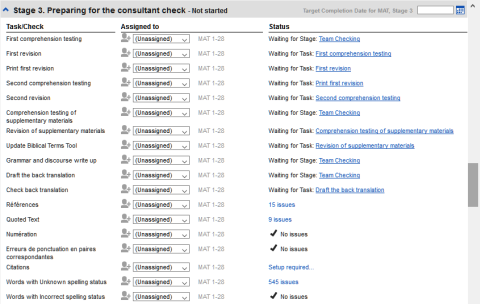 Stage 3. Preparing for the consultant check - Not started Target Completion Date for MAT, Stage 3
Task/Check Assigned to Status
First comprehension testing (Unassigned) MAT 1-28 Waiting for Stage: Team Checking
First revision (Unassigned) MAT 1-28 Waiting for Task: First comprehension testing
Print first revision (Unassigned) MAT 1-28 Waiting for Task: First revision
Second comprehension testing (Unassigned) MAT 1-28 Waiting for Task: Print first revision
Second revision (Unassigned) MAT 1-28 Waiting for Task: Second comprehension testing
Comprehension testing of (Unassigned) MAT 1-28 Waiting for Stage: Team Checking
supplementary materials
Revision of supplementary materials (Unassigned) MAT 1-28 Waiting for Task: Comprehension testing of supplementary materials
Update Biblical Terms Tool (Unassigned) MAT 1-28 Waiting for Task: Revision of supplementary materials
Grammar and discourse write up (Unassigned) MAT 1-28 Waiting for Stage: Team Checking
Draft the back translation (Unassigned) MAT 1-28 Waiting for Stage: Team Checking
Check back translation (Unassigned) MAT 1-28 Waiting for Task: Draft the back translation
Références (Unassigned) MAT 1-28 15 issues
Quoted Text (Unassigned) MAT 1-28 9 issues
Numération (Unassigned) MAT 1-28 No issues
Erreurs de ponctuation en paires (Unassigned) MAT 1-28 No issues
correspondantes
Citations (Unassigned) MAT 1-28 Setup required...
Words with Unknown spelling status (Unassigned) MAT 1-28 545 issues
Words with Incorrect spelling status (Unassigned) MAT 1-28 No issues